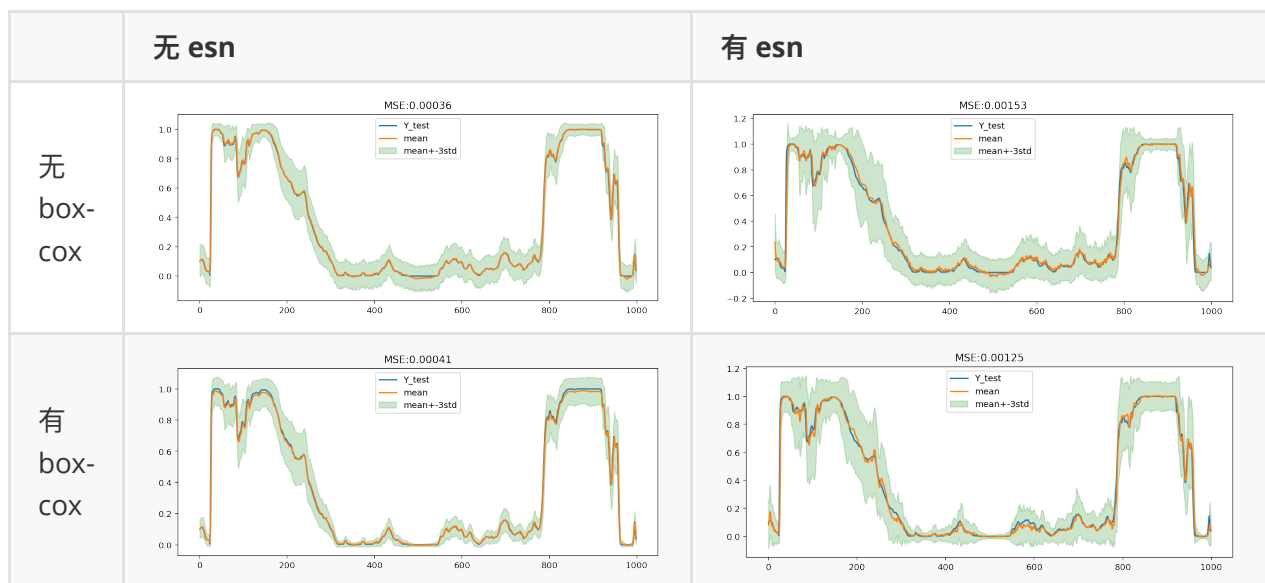 无 esn
有 esn
无
box-
cox
MSE:0.00036
Y_test
mean
mean+-3std
1.0
0.8
0.6
0.4
0.2
0.0
0
200
400
600
800
1000
MSE:0.00153
Y_test
mean
mean+-3std
1.2
1.0
0.8
0.6
0.4
0.2
0.0
−0.2
0
200
400
600
800
1000
有
box-
cox
MSE:0.00041
Y_test
mean
mean+-3std
1.0
0.8
0.6
0.4
0.2
0.0
0
200
400
600
800
1000
MSE:0.00125
Y_test
mean
mean+-3std
1.2
1.0
0.8
0.6
0.4
0.2
0.0
0
200
400
600
800
1000